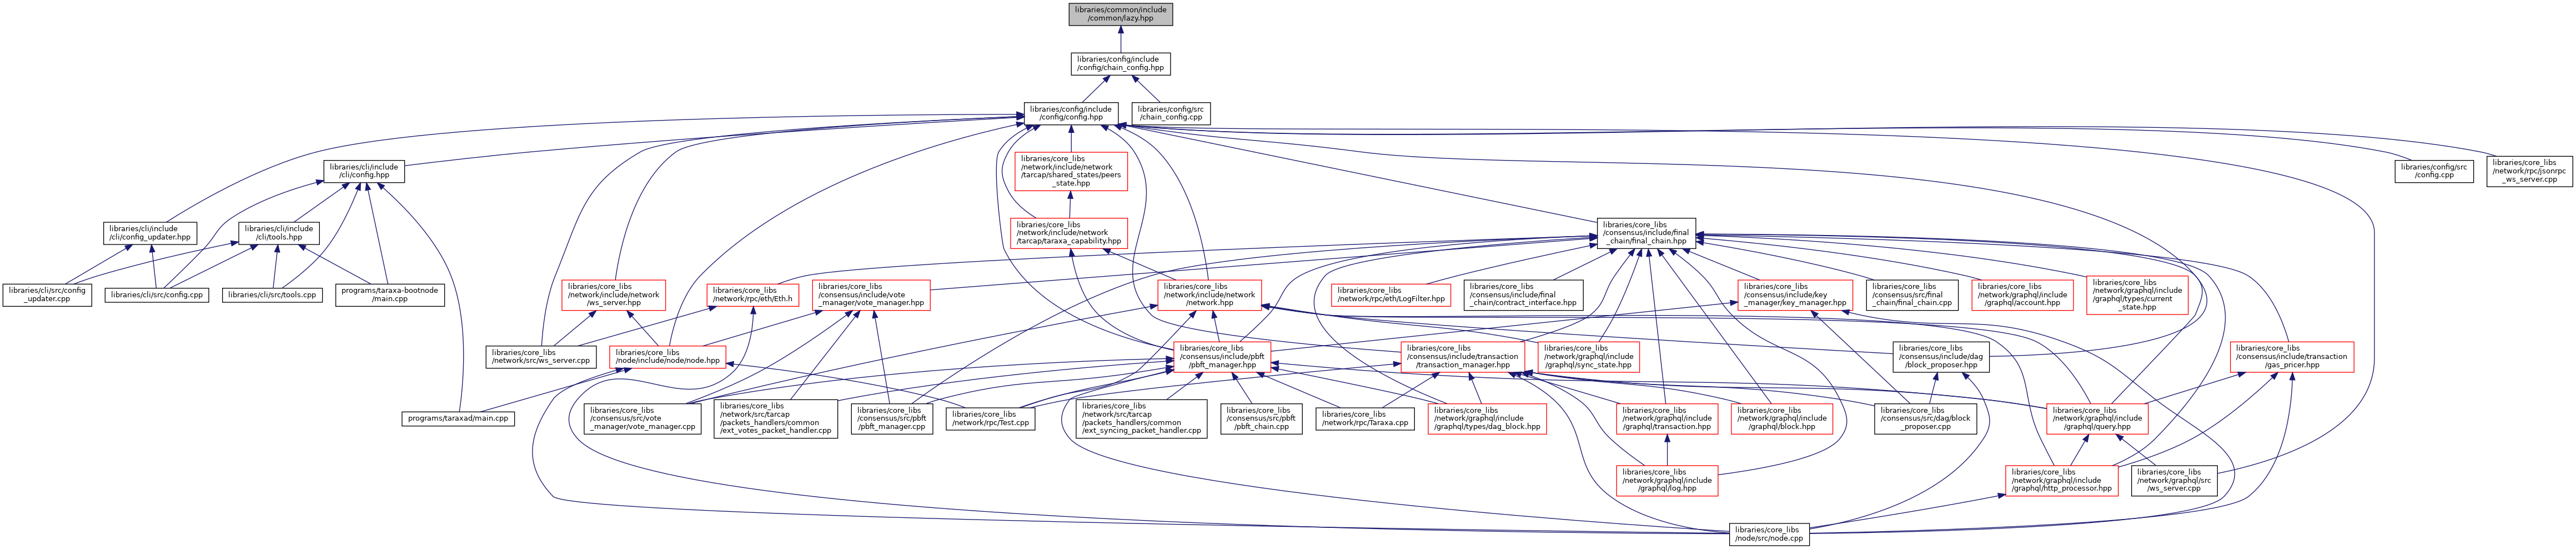 libraries/common/include
/common/lazy.hpp
libraries/config/include
/config/chain_config.hpp
libraries/config/include
/config/config.hpp
libraries/config/src
/chain_config.cpp
libraries/cli/include
/cli/config.hpp
libraries/core_libs
/network/include/network
/tarcap/shared_states/peers
_state.hpp
libraries/config/src
/config.cpp
libraries/core_libs
/network/rpc/jsonrpc
_ws_server.cpp
libraries/cli/include
/cli/config_updater.hpp
libraries/cli/include
/cli/tools.hpp
libraries/core_libs
/network/include/network
/tarcap/taraxa_capability.hpp
libraries/core_libs
/consensus/include/final
_chain/final_chain.hpp
libraries/cli/src/config
_updater.cpp
libraries/cli/src/config.cpp
libraries/cli/src/tools.cpp
programs/taraxa-bootnode
/main.cpp
libraries/core_libs
/network/include/network
/ws_server.hpp
libraries/core_libs
/network/rpc/eth/Eth.h
libraries/core_libs
/consensus/include/vote
_manager/vote_manager.hpp
libraries/core_libs
/network/include/network
/network.hpp
libraries/core_libs
/network/rpc/eth/LogFilter.hpp
libraries/core_libs
/consensus/include/final
_chain/contract_interface.hpp
libraries/core_libs
/consensus/include/key
_manager/key_manager.hpp
libraries/core_libs
/consensus/src/final
_chain/final_chain.cpp
libraries/core_libs
/network/graphql/include
/graphql/account.hpp
libraries/core_libs
/network/graphql/include
/graphql/types/current
_state.hpp
libraries/core_libs
/network/src/ws_server.cpp
libraries/core_libs
/node/include/node/node.hpp
libraries/core_libs
/consensus/include/pbft
/pbft_manager.hpp
libraries/core_libs
/consensus/include/transaction
/transaction_manager.hpp
libraries/core_libs
/network/graphql/include
/graphql/sync_state.hpp
libraries/core_libs
/consensus/include/dag
/block_proposer.hpp
libraries/core_libs
/consensus/include/transaction
/gas_pricer.hpp
programs/taraxad/main.cpp
libraries/core_libs
/consensus/src/vote
_manager/vote_manager.cpp
libraries/core_libs
/network/src/tarcap
/packets_handlers/common
/ext_votes_packet_handler.cpp
libraries/core_libs
/consensus/src/pbft
/pbft_manager.cpp
libraries/core_libs
/network/rpc/Test.cpp
libraries/core_libs
/network/src/tarcap
/packets_handlers/common
/ext_syncing_packet_handler.cpp
libraries/core_libs
/consensus/src/pbft
/pbft_chain.cpp
libraries/core_libs
/network/rpc/Taraxa.cpp
libraries/core_libs
/network/graphql/include
/graphql/types/dag_block.hpp
libraries/core_libs
/network/graphql/include
/graphql/transaction.hpp
libraries/core_libs
/network/graphql/include
/graphql/block.hpp
libraries/core_libs
/consensus/src/dag/block
_proposer.cpp
libraries/core_libs
/network/graphql/include
/graphql/query.hpp
libraries/core_libs
/network/graphql/include
/graphql/log.hpp
libraries/core_libs
/network/graphql/include
/graphql/http_processor.hpp
libraries/core_libs
/network/graphql/src
/ws_server.cpp
libraries/core_libs
/node/src/node.cpp